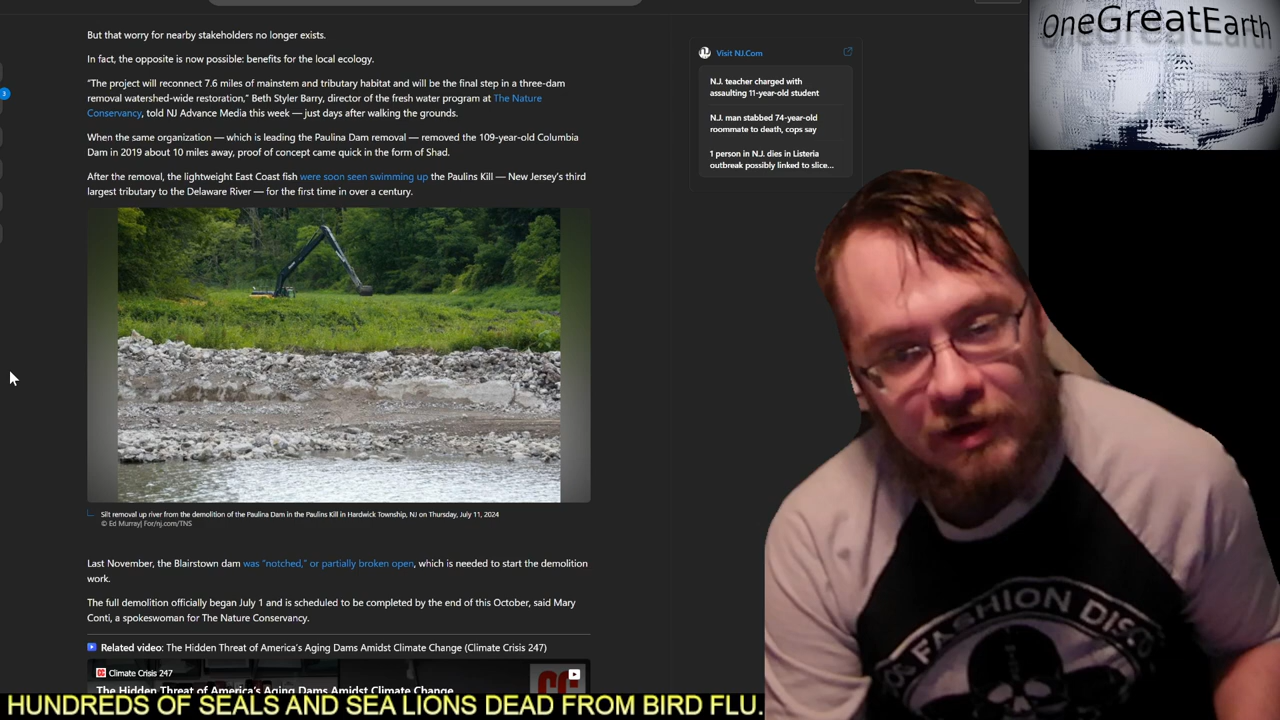 OneGreatEarth
But that worry for nearby stakeholders no longer exists.
In fact, the opposite is now possible: benefits for the local ecology.
"The project will reconnect 7.6 miles of mainstem and tributary habitat and will be the final step in a three-dam
removal watershed-wide restoration," Beth Styler Barry, director of the fresh water program at The Nature
Conservancy, told NJ Advance Media this week — just days after walking the grounds.
When the same organization — which is leading the Paulina Dam removal — removed the 109-year-old Columbia
Dam in 2019 about 10 miles away, proof of concept came quick in the form of Shad.
After the removal, the lightweight East Coast fish were soon seen swimming up the Paulins Kill — New Jersey's third
largest tributary to the Delaware River — for the first time in over a century.
Silt removal up river from the demolition of the Paulina Dam in the Paulins Kill in Hardwick Township, NJ on Thursday, July 11, 2024
© Ed Murray| For/nj.com/TNS
Last November, the Blairstown dam was "notched," or partially broken open, which is needed to start the demolition
work.
The full demolition officially began July 1 and is scheduled to be completed by the end of this October, said Mary
Conti, a spokeswoman for The Nature Conservancy.
Related video: The Hidden Threat of America's Aging Dams Amidst Climate Change (Climate Crisis 247)
Climate Crisis 247
The Hidden Threat of America's Aging Dams Amidst Climate Change
Visit NJ.Com
N.J. teacher charged with
assaulting 11-year-old student
N.J. man stabbed 74-year-old
roommate to death, cops say
1 person in N.J. dies in Listeria
outbreak possibly linked to slice...
3
FASHION DISC
HUNDREDS OF SEALS AND SEA LIONS DEAD FROM BIRD FLU.